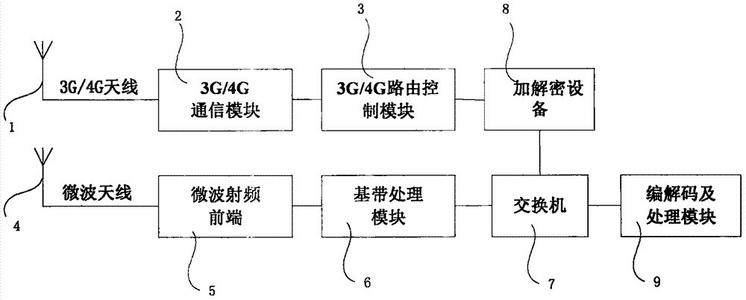 2
3
8
3G/4G天线
3G/4G
通信模块
3G/4G路由控
制模块
加解密设
备
1
微波天线
微波射频
前端
基带处理
模块
交换机
编解码及
处理模块
4
5
6
7
9